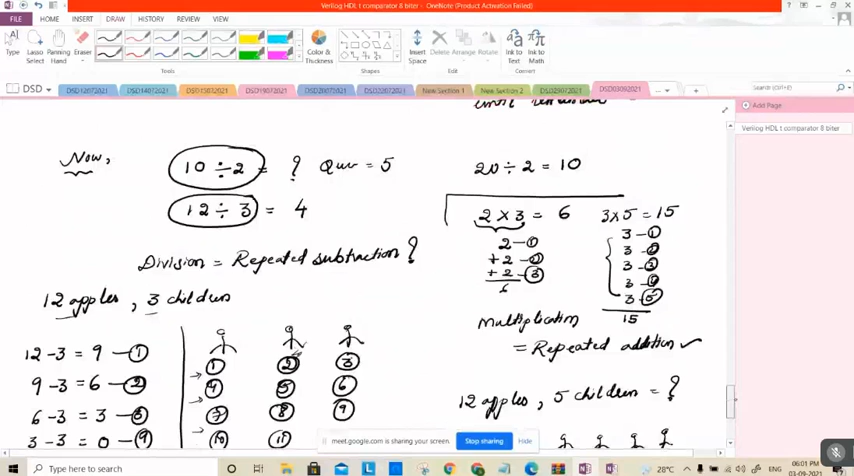 Verilog HDL t comparator 8 biter - OneNote (Product Activation Failed)
FILE HOME INSERT DRAW HISTORY REVIEW VIEW
Type
Lasso Select
Panning Hand
Eraser
Color & Thickness
Insert Space
Delete
Arrange
Rotate
Ink to Text
Ink to Math
Tools
Shapes
Edit
Convert
DSD
DSD12072021 DSD14072021 DSD15032021 DSD19072021 DSD20072021 DSD22072021 New Section 1 New Section 2 DSD02072021 DSD03092021
Add Page
Verilog HDL t comparator 8 biter
until
Now,
10 ÷ 2 = ? Quo = 5
12 ÷ 3 = 4
Division = Repeated subtraction?
12 apples, 3 children
12 - 3 = 9 - 1
9 - 3 = 6 - 2
6 - 3 = 3 - 3
3 - 3 = 0 - 4
1 2 3
4 5 6
7 8 9
10 11
20 ÷ 2 = 10
2 x 3 = 6
2 - 1
+ 2 - 2
+ 2 - 3
6
3 x 5 = 15
3 - 1
3 - 2
3 - 3
3 - 4
3 - 5
15
Multiplication
= Repeated addition ✓
12 apples, 5 children = ?
meet.google.com is sharing your screen. Stop sharing Hide
Type here to search
28°C
ENG
06:01 PM
03-09-2021